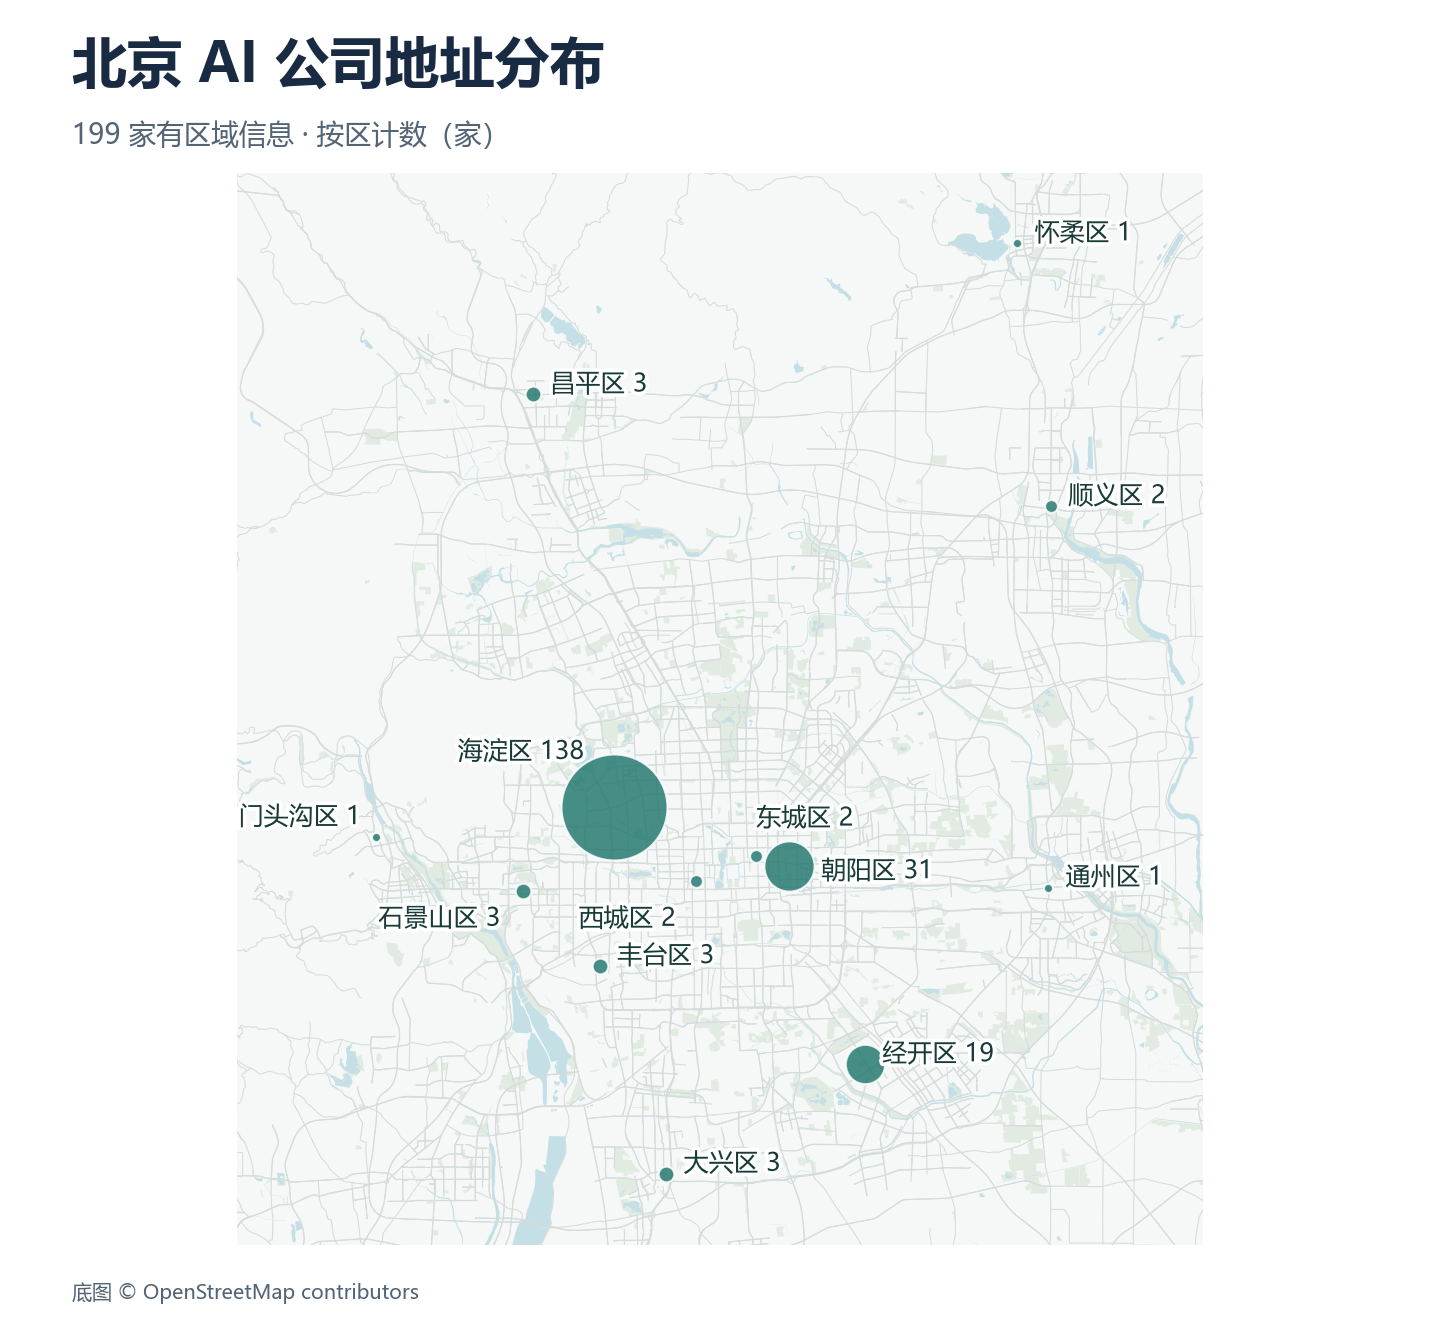 北京 AI 公司地址分布
199 家有区域信息 · 按区计数（家）
怀柔区 1
昌平区 3
顺义区 2
海淀区 138
门头沟区 1
东城区 2
朝阳区 31
通州区 1
石景山区 3
西城区 2
丰台区 3
经开区 19
大兴区 3
底图 © OpenStreetMap contributors